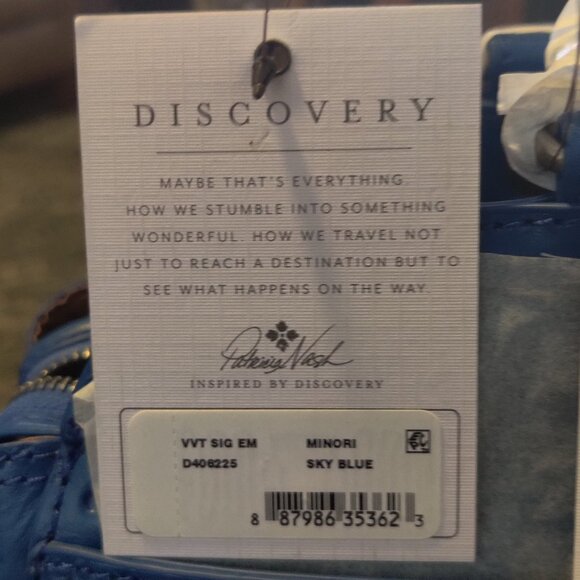 DISCOVERY
MAYBE THAT'S EVERYTHING.
HOW WE STUMBLE INTO SOMETHING
WONDERFUL. HOW WE TRAVEL NOT
JUST TO REACH A DESTINATION BUT TO
SEE WHAT HAPPENS ON THE WAY.
Patricia Nash
INSPIRED BY DISCOVERY
VVT SIG EM MINORI
D406225 SKY BLUE
8 87986 35362 3